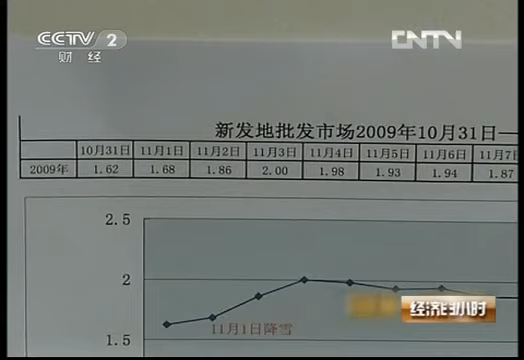 CCTV 2
财经
CNTV
新发地批发市场2009年10月31日—
10月31日 11月1日 11月2日 11月3日 11月4日 11月5日 11月6日 11月7日
2009年 1.62 1.68 1.86 2.00 1.98 1.93 1.94 1.87
2.5
2
1.5
11月1日降雪
经济半小时